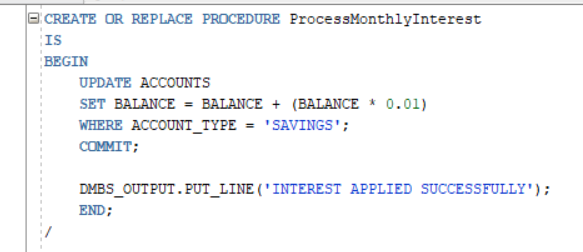 CREATE OR REPLACE PROCEDURE ProcessMonthlyInterest
IS
BEGIN
UPDATE ACCOUNTS
SET BALANCE = BALANCE + (BALANCE * 0.01)
WHERE ACCOUNT_TYPE = 'SAVINGS';
COMMIT;
DMBS_OUTPUT.PUT_LINE('INTEREST APPLIED SUCCESSFULLY');
END;
/